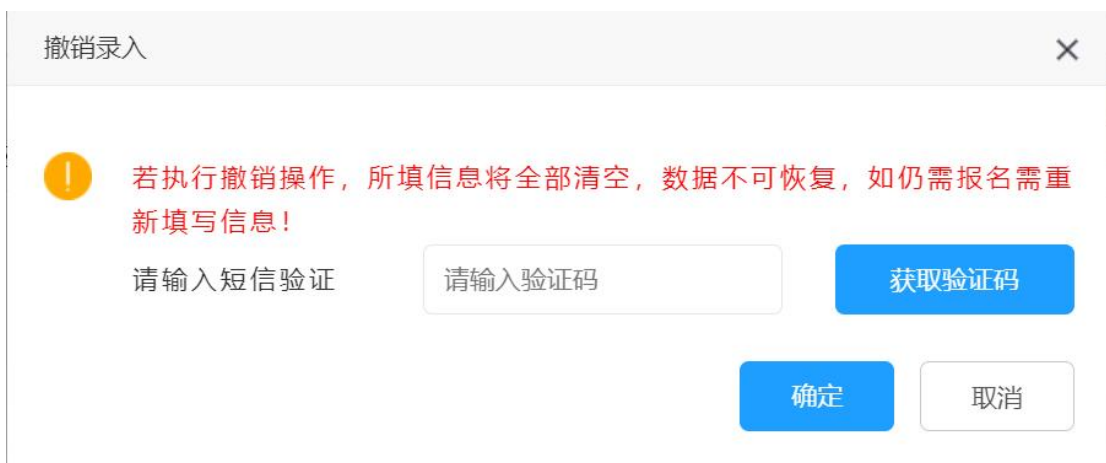 撤销录入
若执行撤销操作，所填信息将全部清空，数据不可恢复，如仍需报名需重
新填写信息！
请输入短信验证 请输入验证码 获取验证码
确定 取消